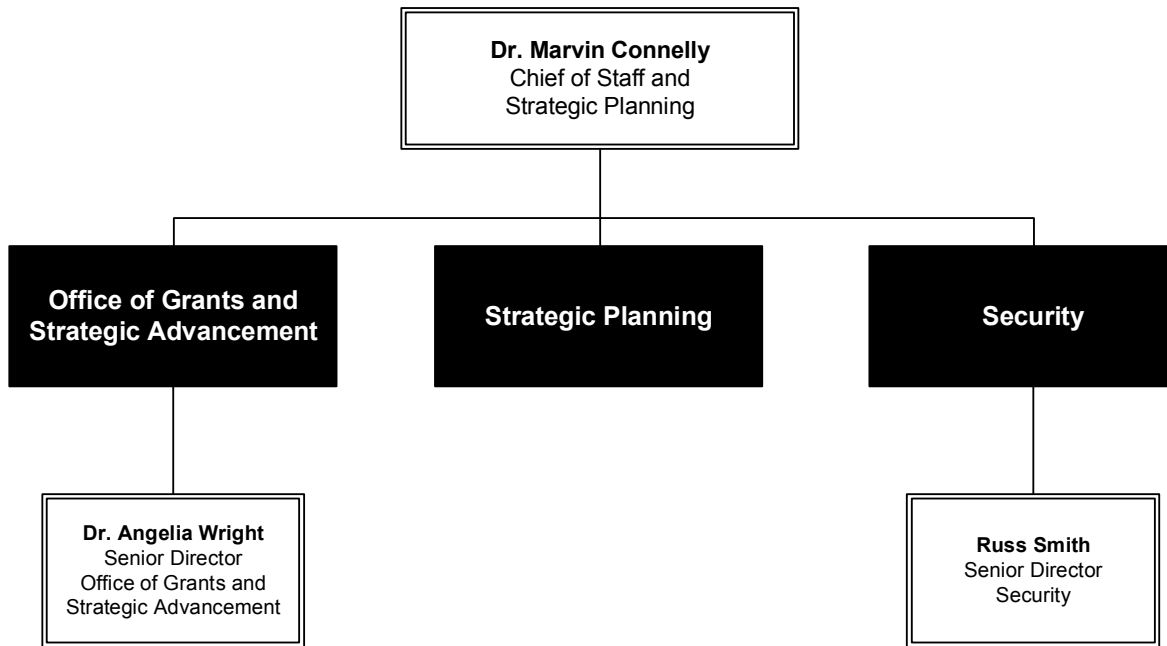 Dr. Marvin Connelly
Chief of Staff and
Strategic Planning
Office of Grants and
Strategic Advancement
Strategic Planning
Security
Dr. Angelia Wright
Senior Director
Office of Grants and
Strategic Advancement
Russ Smith
Senior Director
Security